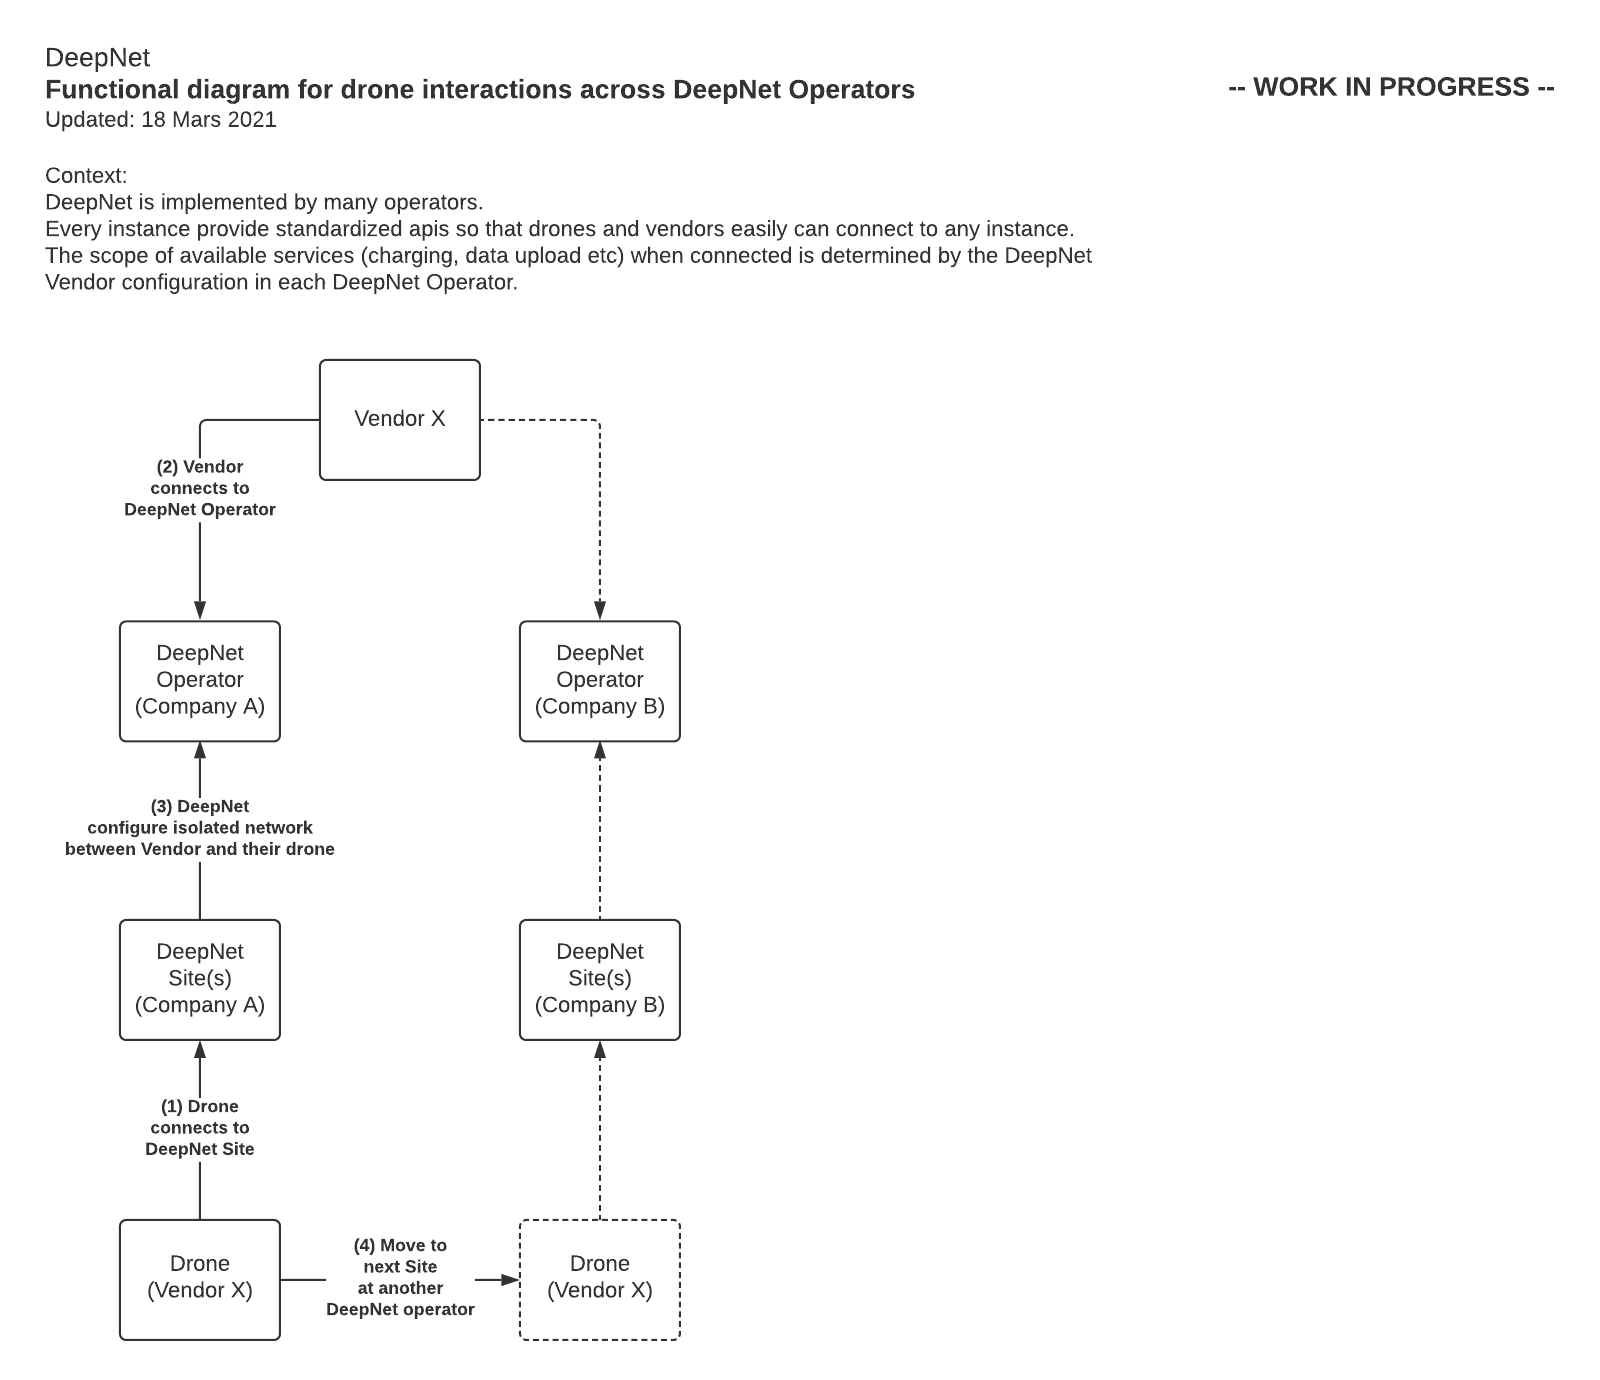 DeepNet
Functional diagram for drone interactions across DeepNet Operators
-- WORK IN PROGRESS --
Updated: 18 Mars 2021
Context:
DeepNet is implemented by many operators.
Every instance provide standardized apis so that drones and vendors easily can connect to any instance.
The scope of available services (charging, data upload etc) when connected is determined by the DeepNet
Vendor configuration in each DeepNet Operator.
Vendor X
(2) Vendor
connects to
DeepNet Operator
DeepNet
Operator
(Company A)
DeepNet
Operator
(Company B)
(3) DeepNet
configure isolated network
between Vendor and their drone
DeepNet
Site(s)
(Company A)
DeepNet
Site(s)
(Company B)
(1) Drone
connects to
DeepNet Site
Drone
(Vendor X)
(4) Move to
next Site
at another
DeepNet operator
Drone
(Vendor X)